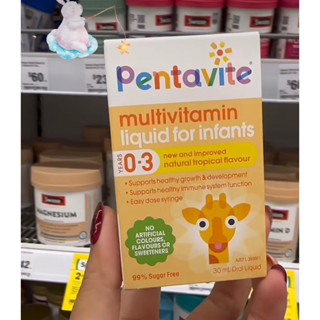 Pentavite
multivitamin
liquid for infants
YEARS 0-3
new and improved
natural tropical flavour
• Supports healthy growth & development
• Supports healthy immune system function
• Easy dose syringe
NO
ARTIFICIAL
COLOURS,
FLAVOURS OR
SWEETENERS
99% Sugar Free
30 mL Oral Liquid
MAGNESIUM
60
23
42